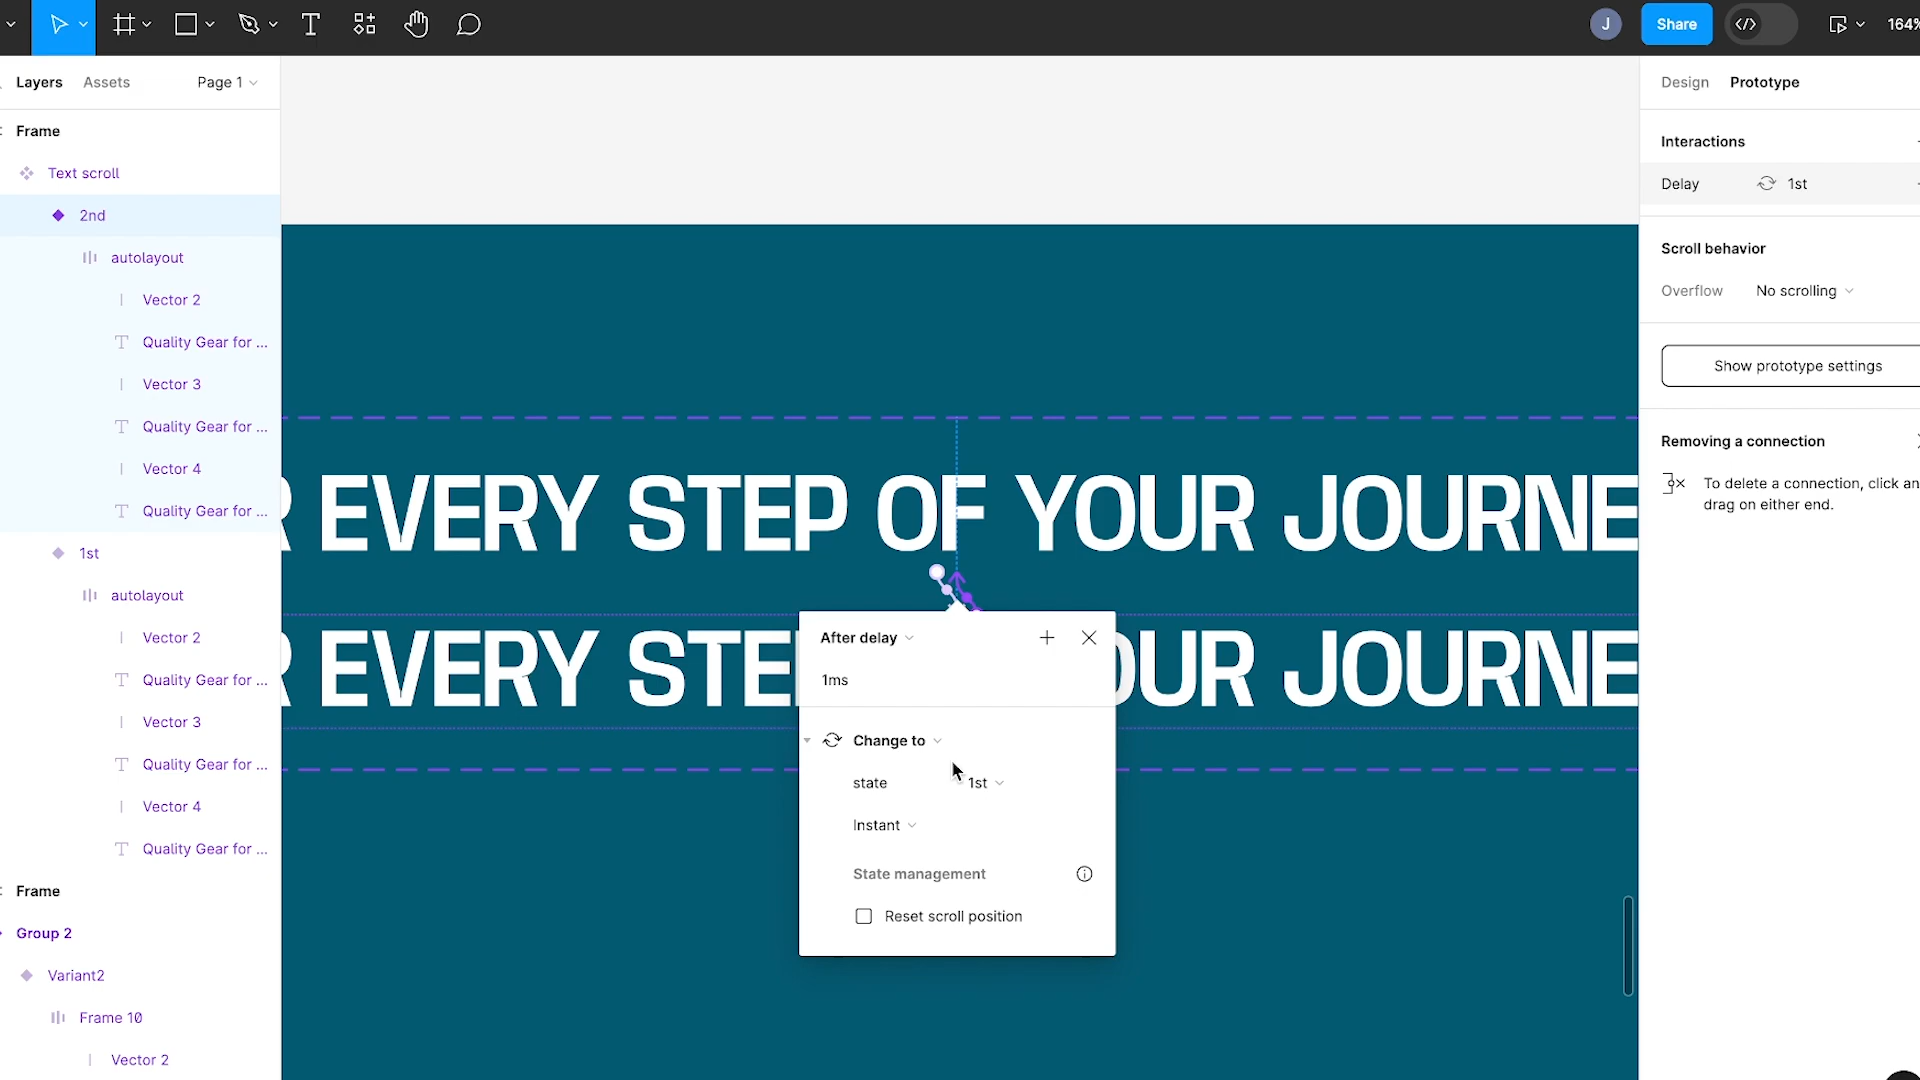 Share
164%
Layers
Assets
Page 1
Design
Prototype
Frame
Text scroll
2nd
autolayout
Vector 2
Quality Gear for ...
Vector 3
Quality Gear for ...
Vector 4
Quality Gear for ...
1st
autolayout
Vector 2
Quality Gear for ...
Vector 3
Quality Gear for ...
Vector 4
Quality Gear for ...
Frame
Group 2
Variant2
Frame 10
Vector 2
R EVERY STEP OF YOUR JOURNE
R EVERY STE OUR JOURNE
After delay
1ms
Change to
state
1st
Instant
State management
Reset scroll position
J
Interactions
Delay
1st
Scroll behavior
Overflow
No scrolling
Show prototype settings
Removing a connection
To delete a connection, click an
drag on either end.